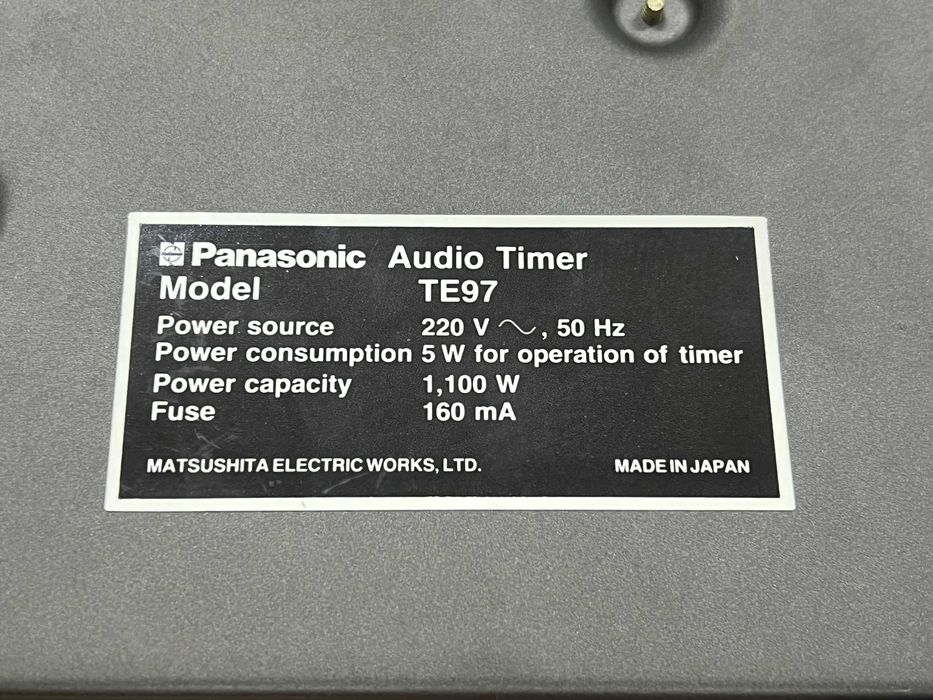 Panasonic Audio Timer
Model TE97
Power source 220 V ~, 50 Hz
Power consumption 5 W for operation of timer
Power capacity 1,100 W
Fuse 160 mA
MATSUSHITA ELECTRIC WORKS, LTD. MADE IN JAPAN